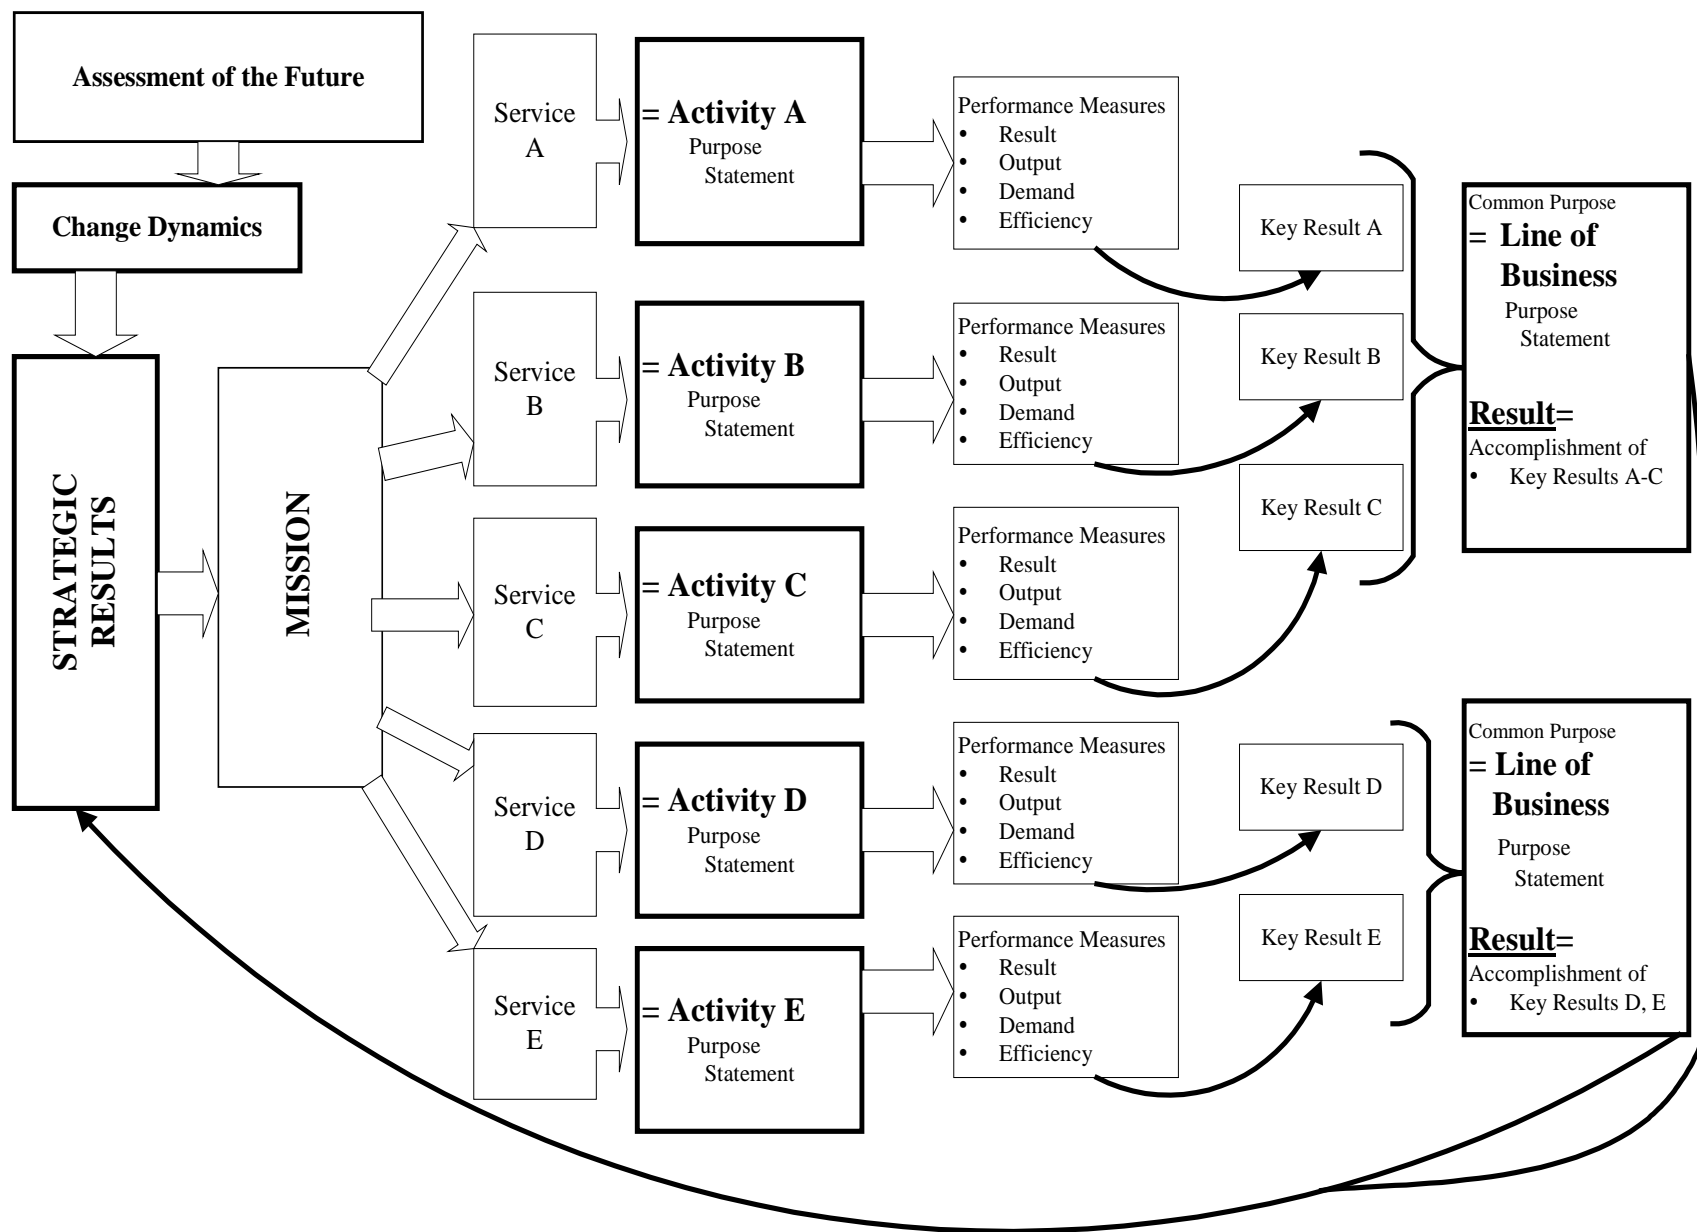 Assessment of the Future
Change Dynamics
STRATEGIC
RESULTS
MISSION
Service
A
= Activity A
Purpose
Statement
Performance Measures
• Result
• Output
• Demand
• Efficiency
Key Result A
Service
B
= Activity B
Purpose
Statement
Performance Measures
• Result
• Output
• Demand
• Efficiency
Key Result B
Service
C
= Activity C
Purpose
Statement
Performance Measures
• Result
• Output
• Demand
• Efficiency
Key Result C
Common Purpose
= Line of
Business
Purpose
Statement
Result=
Accomplishment of
• Key Results A-C
Service
D
= Activity D
Purpose
Statement
Performance Measures
• Result
• Output
• Demand
• Efficiency
Key Result D
Service
E
= Activity E
Purpose
Statement
Performance Measures
• Result
• Output
• Demand
• Efficiency
Key Result E
Common Purpose
= Line of
Business
Purpose
Statement
Result=
Accomplishment of
• Key Results D, E